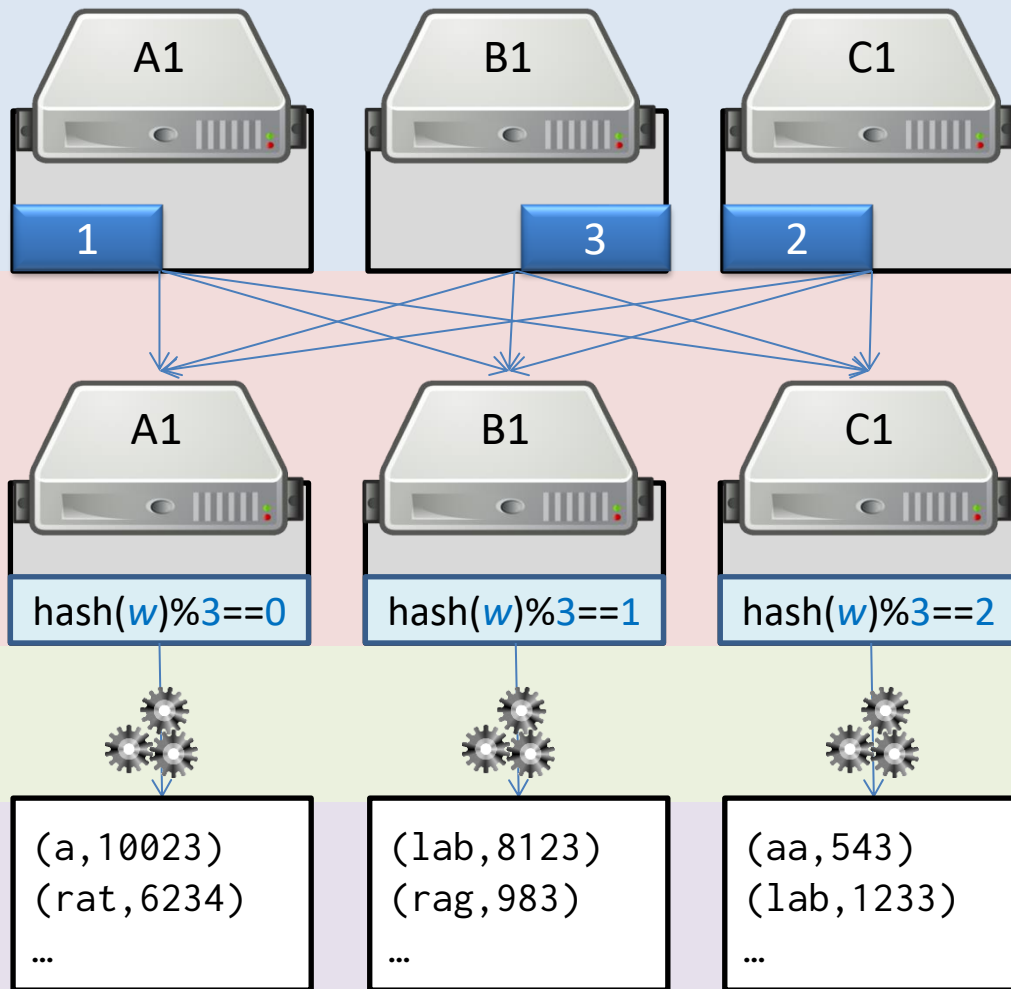 A1
B1
C1
1
3
2
A1
B1
C1
hash(w)%3==0
hash(w)%3==1
hash(w)%3==2
(a,10023)
(rat,6234)
…
(lab,8123)
(rag,983)
…
(aa,543)
(lab,1233)
…